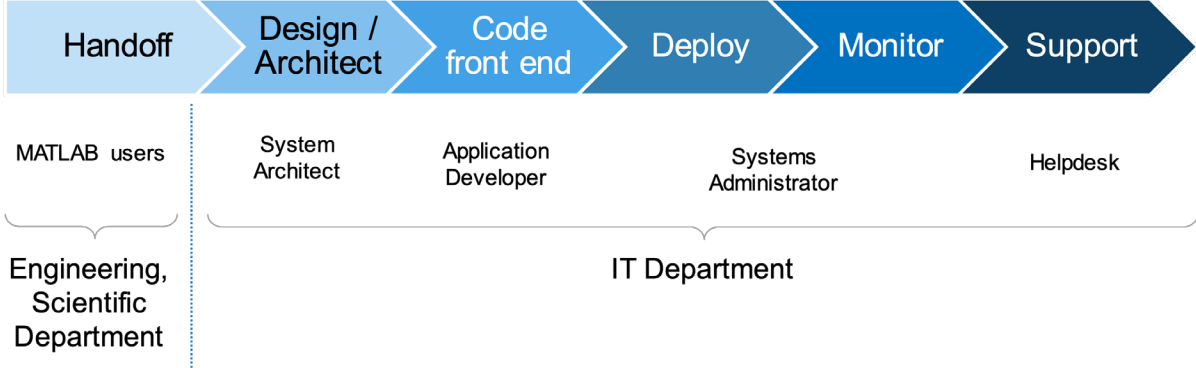 Handoff
Design /
Architect
Code
front end
Deploy
Monitor
Support
MATLAB users
System
Architect
Application
Developer
Systems
Administrator
Helpdesk
Engineering,
Scientific
Department
IT Department